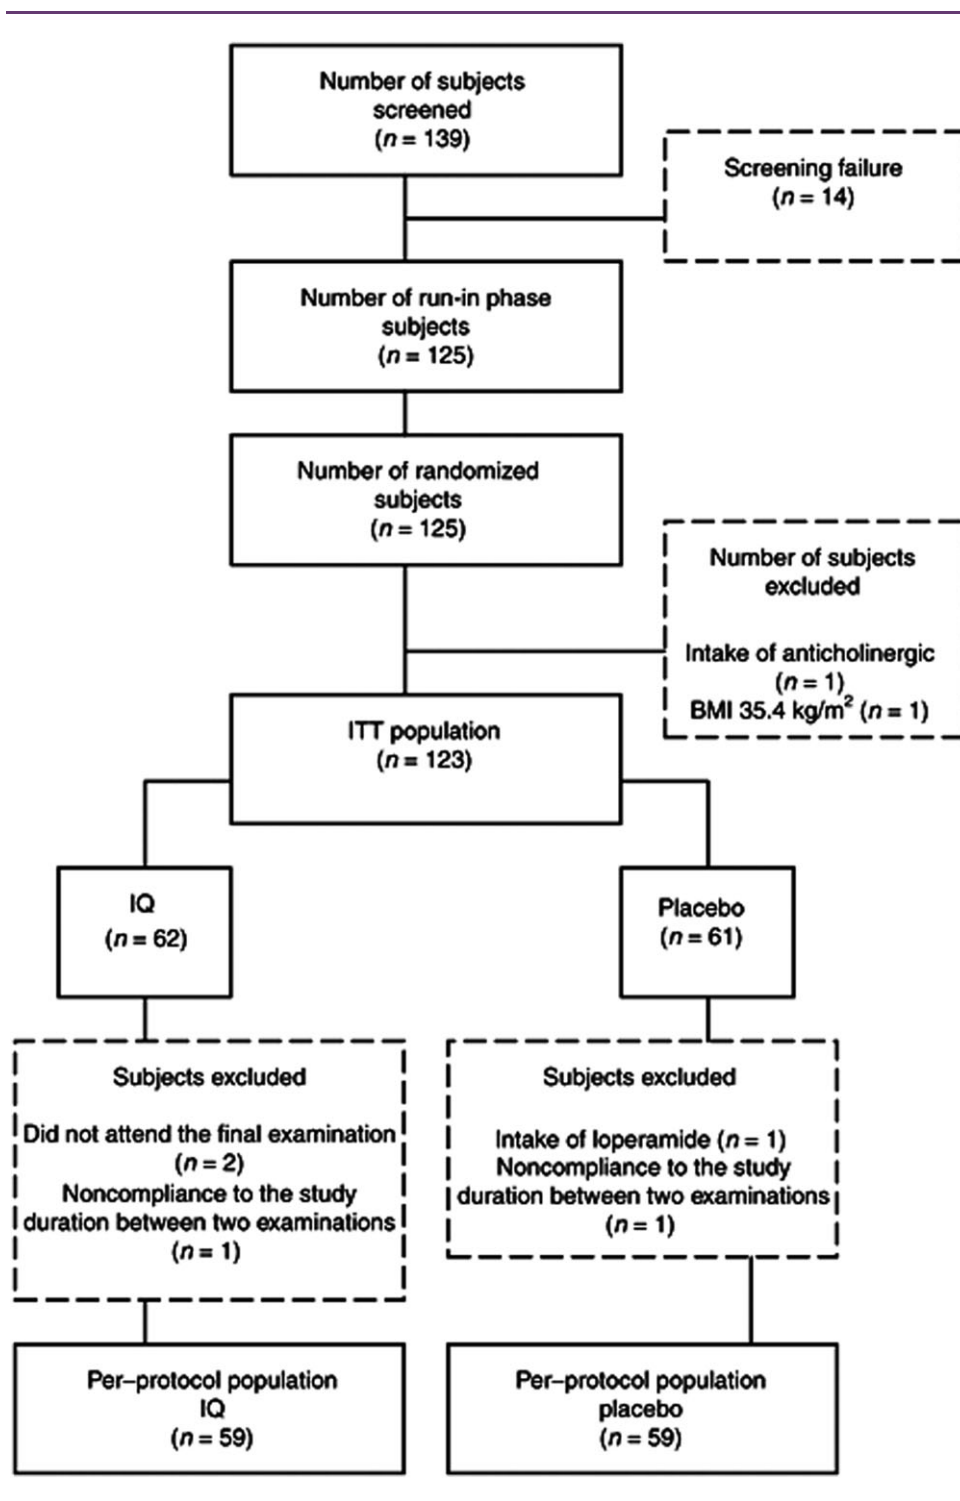 Number of subjects
screened
(n = 139)
Screening failure
(n = 14)
Number of run-in phase
subjects
(n = 125)
Number of randomized
subjects
(n = 125)
Number of subjects
excluded
Intake of anticholinergic
(n = 1)
BMI 35.4 kg/m² (n = 1)
ITT population
(n = 123)
IQ
(n = 62)
Placebo
(n = 61)
Subjects excluded
Did not attend the final examination
(n = 2)
Noncompliance to the study
duration between two examinations
(n = 1)
Subjects excluded
Intake of loperamide (n = 1)
Noncompliance to the study
duration between two examinations
(n = 1)
Per–protocol population
IQ
(n = 59)
Per–protocol population
placebo
(n = 59)